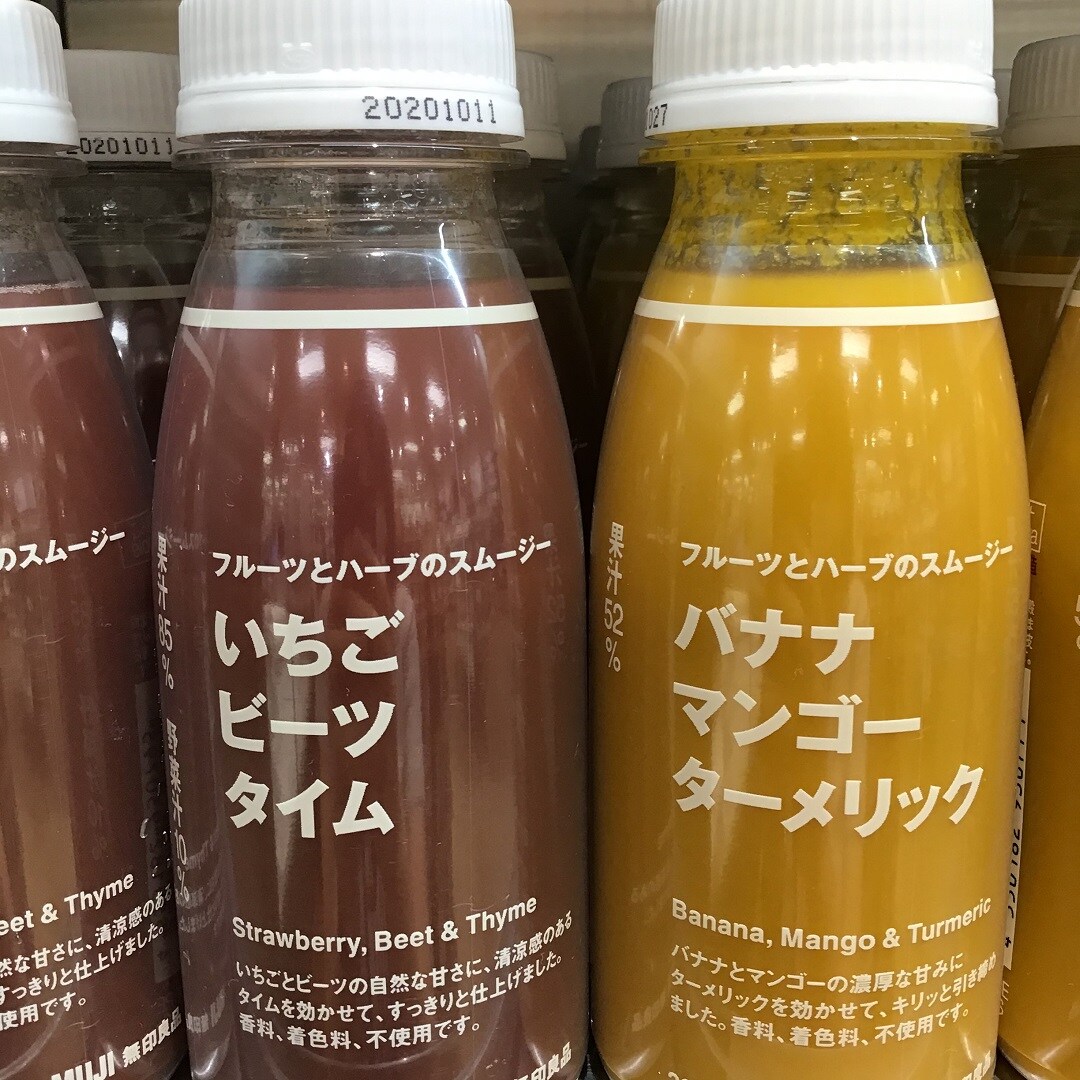 20201011
20201011
027
のスムージー
eet & Thyme
然な甘さに、清涼感のある
すっきりと仕上げました。
使用です。
MUJI 無印良品
果汁85% 野菜汁10%
フルーツとハーブのスムージー
いちご
ビーツ
タイム
Strawberry, Beet & Thyme
いちごとビーツの自然な甘さに、清涼感のある
タイムを効かせて、すっきりと仕上げました。
香料、着色料、不使用です。
無印良品
果汁52%
フルーツとハーブのスムージー
バナナ
マンゴー
ターメリック
Banana, Mango & Turmeric
バナナとマンゴーの濃厚な甘みに
ターメリックを効かせて、キリッと引き締め
ました。香料、着色料、不使用です。
MUJI 無印良品